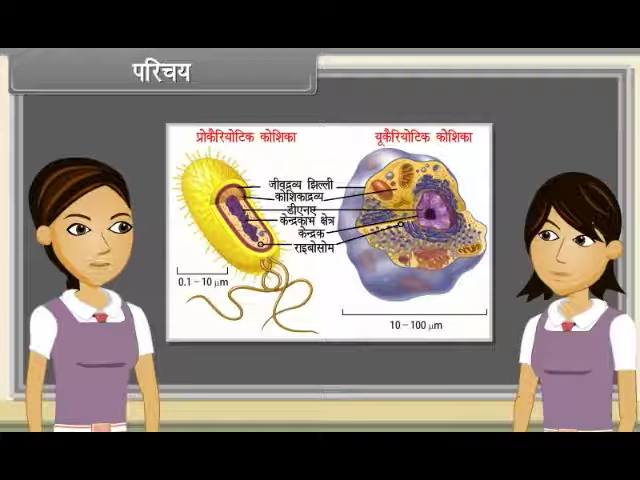 परिचय
प्रोकैरियोटिक कोशिका
यूकैरियोटिक कोशिका
जीवद्रव्य झिल्ली
कोशिकाद्रव्य
डीएनए
केन्द्रकाभ क्षेत्र
केन्द्रक
राइबोसोम
0.1 – 10 μm
10 – 100 μm